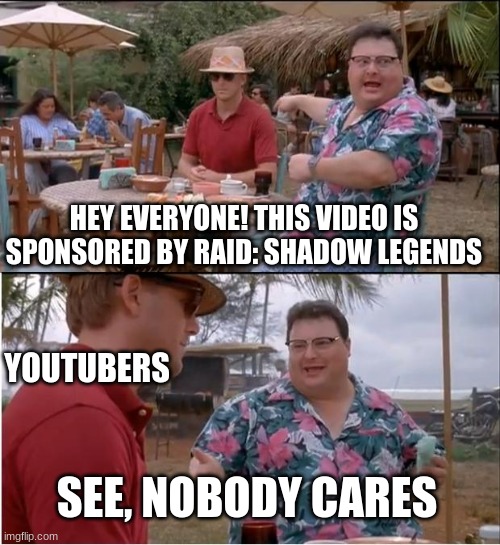 HEY EVERYONE! THIS VIDEO IS
SPONSORED BY RAID: SHADOW LEGENDS
YOUTUBERS
SEE, NOBODY CARES
imgflip.com